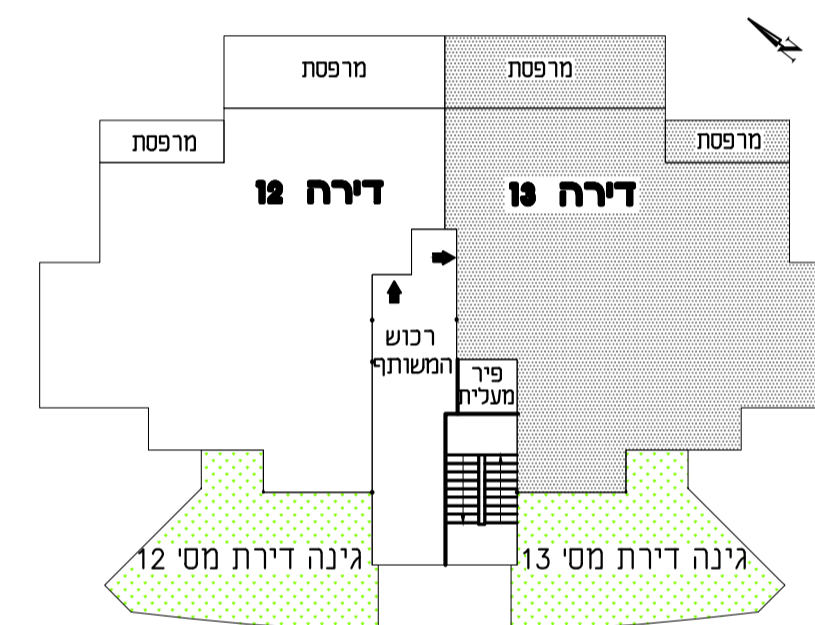 N
מרפסת
מרפסת
מרפסת
מרפסת
דירה 13
דירה 12
רכוש
המשותף
פיר
מעלית
גינה דירת מסי 13
גינה דירת מסי 12